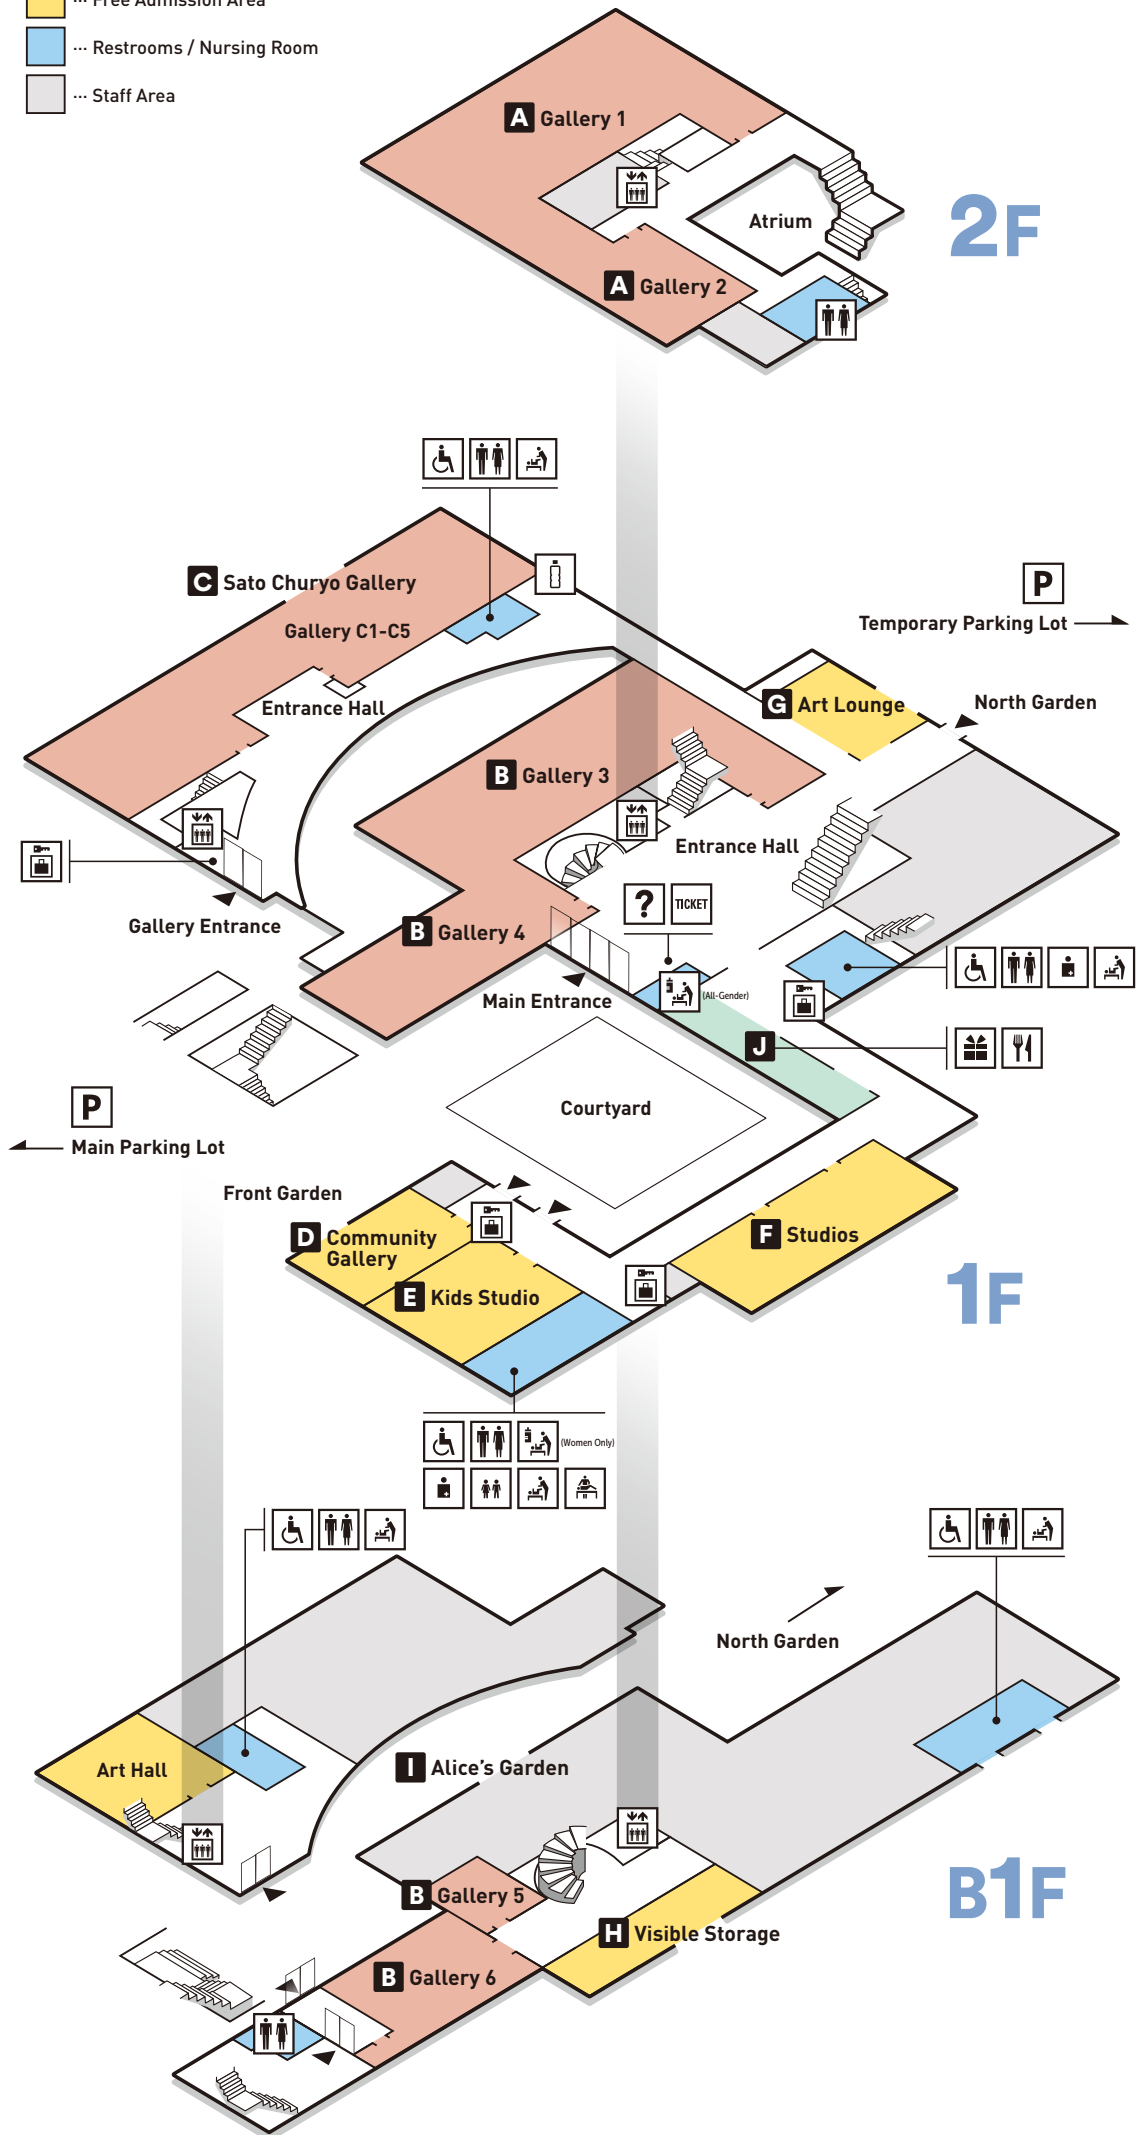 ... Free Admission Area
... Restrooms / Nursing Room
... Staff Area
A Gallery 1
Atrium
2F
A Gallery 2
C Sato Churyo Gallery
Gallery C1-C5
P
Temporary Parking Lot
Entrance Hall
G Art Lounge
North Garden
B Gallery 3
Entrance Hall
? TICKET
Gallery Entrance
B Gallery 4
Main Entrance
(All-Gender)
J
P
Main Parking Lot
Courtyard
Front Garden
D Community
Gallery
F Studios
E Kids Studio
1F
(Women Only)
North Garden
Art Hall
I Alice's Garden
B Gallery 5
B1F
H Visible Storage
B Gallery 6